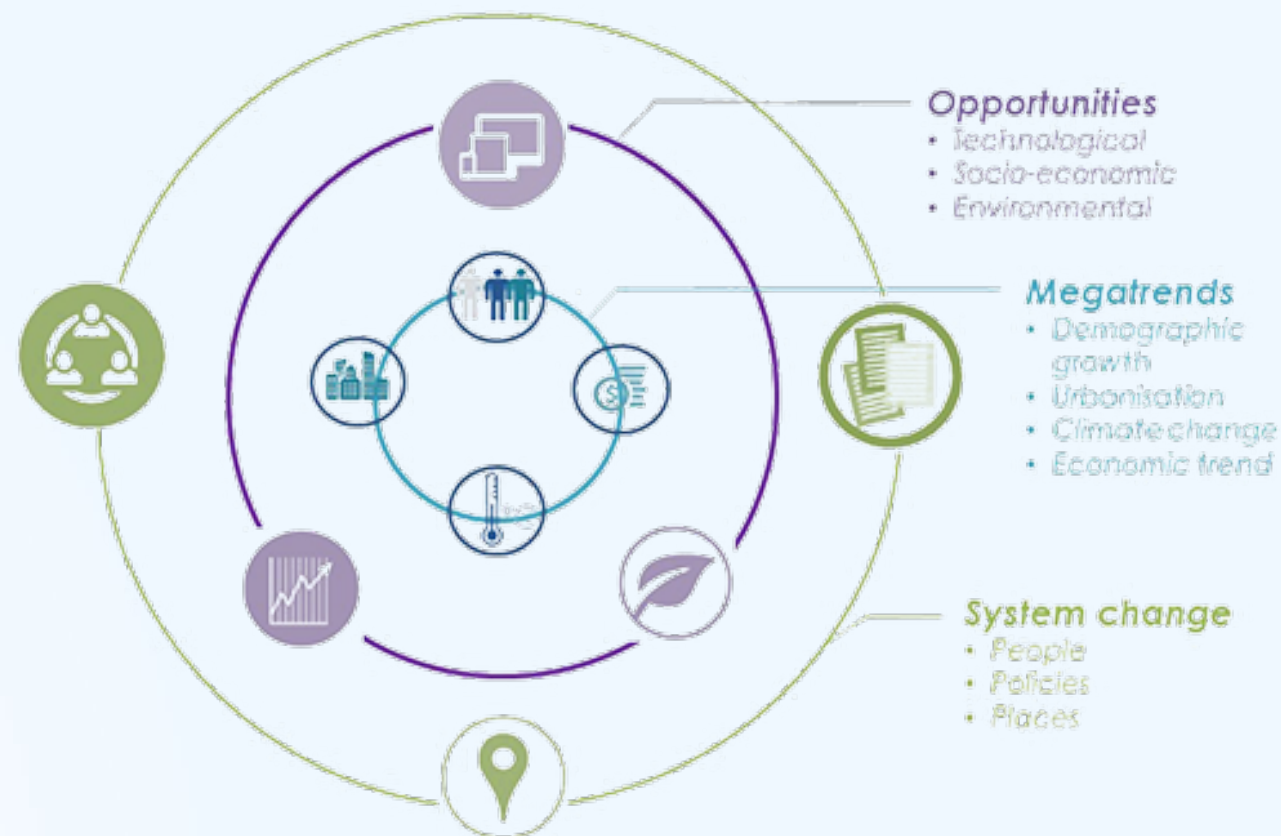 Opportunities
• Technological
• Socio-economic
• Environmental
Megatrends
• Demographic
growth
• Urbanisation
• Climate change
• Economic trend
System change
• People
• Policies
• Places
$